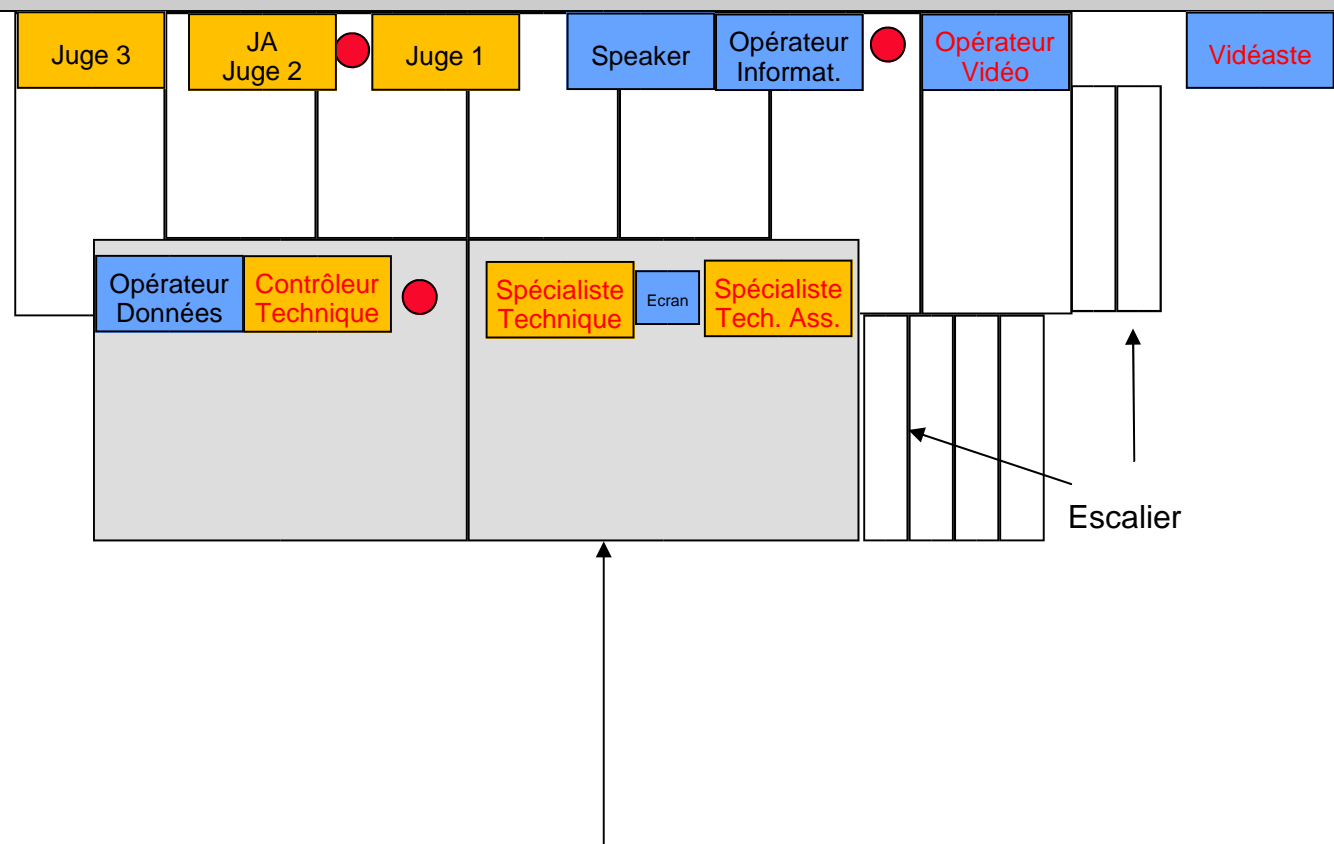 Juge 3
JA
Juge 2
Juge 1
Speaker
Opérateur
Informat.
Opérateur
Vidéo
Vidéaste
Opérateur
Données
Contrôleur
Technique
Spécialiste
Technique
Ecran
Spécialiste
Tech. Ass.
Escalier